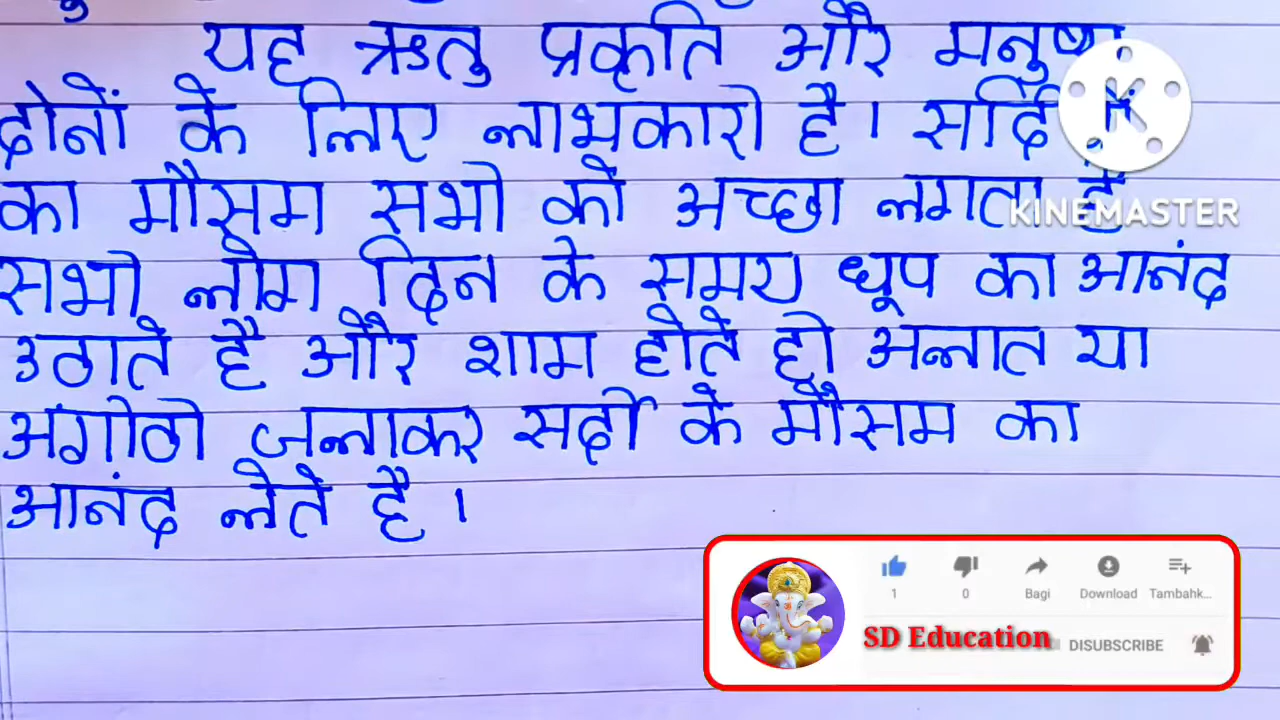 यह ऋतु प्रकृति और मनुष्य
दोनों के लिए लाभकारी है। सर्दि
का मौसम सभी को अच्छा लगता है
सभी लोग दिन के समय धूप का आनंद
उठाते है और शाम होते ही अलात या
अंगीठी जलाकर सर्दी के मौसम का
आनंद लेते है।
KINEMASTER
1 0 Bagi Download Tambahk...
SD Education DISUBSCRIBE